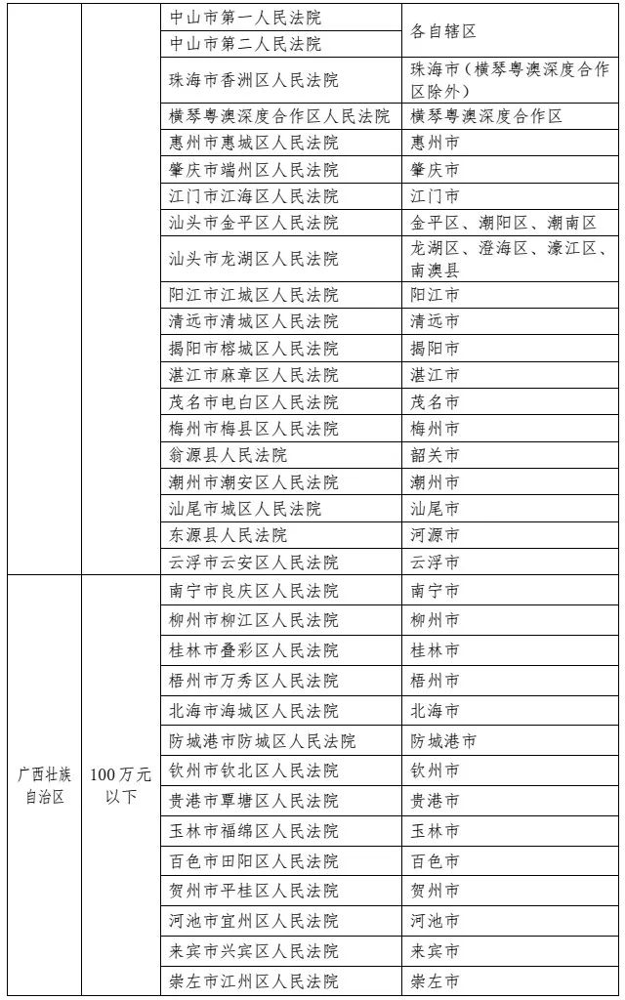 中山市第一人民法院
中山市第二人民法院
各自辖区
珠海市香洲区人民法院
珠海市（横琴粤澳深度合作
区除外）
横琴粤澳深度合作区人民法院
横琴粤澳深度合作区
惠州市惠城区人民法院
惠州市
肇庆市端州区人民法院
肇庆市
江门市江海区人民法院
江门市
汕头市金平区人民法院
金平区、潮阳区、潮南区
汕头市龙湖区人民法院
龙湖区、澄海区、濠江区、
南澳县
阳江市江城区人民法院
阳江市
清远市清城区人民法院
清远市
揭阳市榕城区人民法院
揭阳市
湛江市麻章区人民法院
湛江市
茂名市电白区人民法院
茂名市
梅州市梅县区人民法院
梅州市
翁源县人民法院
韶关市
潮州市潮安区人民法院
潮州市
汕尾市城区人民法院
汕尾市
东源县人民法院
河源市
云浮市云安区人民法院
云浮市
广西壮族
自治区
100万元
以下
南宁市良庆区人民法院
南宁市
柳州市柳江区人民法院
柳州市
桂林市叠彩区人民法院
桂林市
梧州市万秀区人民法院
梧州市
北海市海城区人民法院
北海市
防城港市防城区人民法院
防城港市
钦州市钦北区人民法院
钦州市
贵港市覃塘区人民法院
贵港市
玉林市福绵区人民法院
玉林市
百色市田阳区人民法院
百色市
贺州市平桂区人民法院
贺州市
河池市宜州区人民法院
河池市
来宾市兴宾区人民法院
来宾市
崇左市江州区人民法院
崇左市